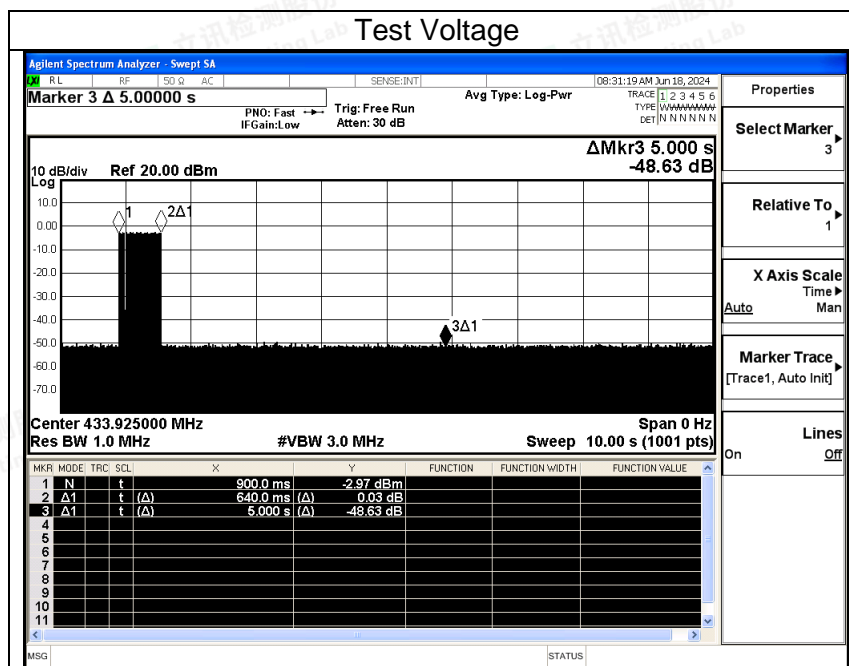 Test Voltage
Agilent Spectrum Analyzer - Swept SA
LXI RL RF 50 Ω AC SENSE:INT 08:31:19 AM Jun 18, 2024
Marker 3 Δ 5.00000 s
PNO: Fast
IFGain:Low
Trig: Free Run
Atten: 30 dB
Avg Type: Log-Pwr
TRACE 1 2 3 4 5 6
TYPE WWWWWW
DET N N N N N N
ΔMkr3 5.000 s
-48.63 dB
10 dB/div Ref 20.00 dBm
Log
10.0
0.00
-10.0
-20.0
-30.0
-40.0
-50.0
-60.0
-70.0
1
2Δ1
3Δ1
Center 433.925000 MHz Span 0 Hz
Res BW 1.0 MHz #VBW 3.0 MHz Sweep 10.00 s (1001 pts)
MKR MODE TRC SCL X Y FUNCTION FUNCTION WIDTH FUNCTION VALUE
1 N t 900.0 ms -2.97 dBm
2 Δ1 t (Δ) 640.0 ms (Δ) 0.03 dB
3 Δ1 t (Δ) 5.000 s (Δ) -48.63 dB
4
5
6
7
8
9
10
11
MSG STATUS
Properties
Select Marker
3
Relative To
1
X Axis Scale
Time
Auto Man
Marker Trace
[Trace1, Auto Init]
Lines
On Off